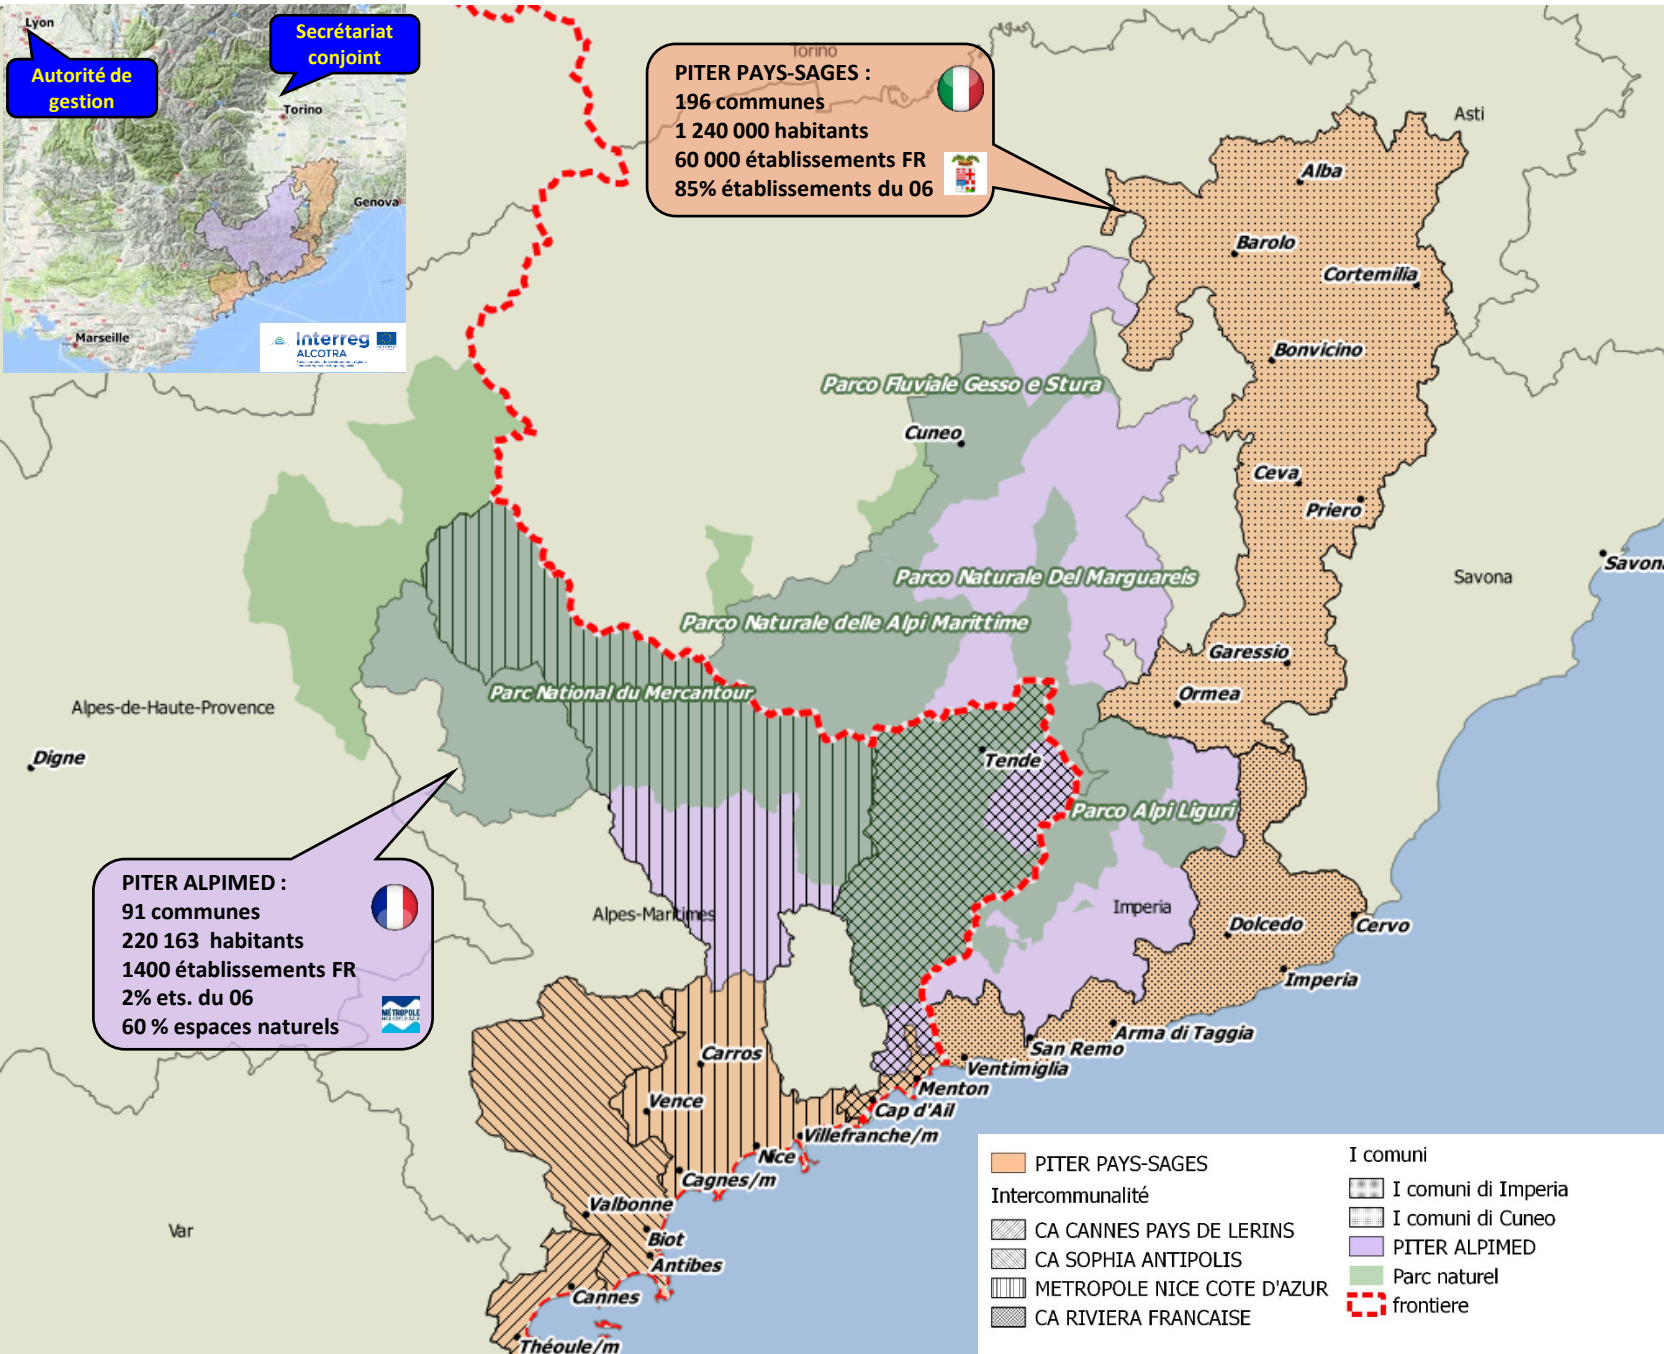 Lyon
Autorité de
gestion
Secrétariat
conjoint
Torino
Genova
Marseille
Interreg
ALCOTRA
Torino
PITER PAYS-SAGES :
196 communes
1 240 000 habitants
60 000 établissements FR
85% établissements du 06
Asti
Alba
Barolo
Cortemilia
Bonvicino
Parco Fluviale Gesso e Stura
Cuneo
Ceva
Priero
Savon
Parco Naturale Del Marguareis
Savona
Parco Naturale delle Alpi Marittime
Garessio
Parc National du Mercantour
Ormea
Alpes-de-Haute-Provence
Digne
Tende
Parco Alpi Liguri
PITER ALPIMED :
91 communes
220 163 habitants
1400 établissements FR
2% ets. du 06
60 % espaces naturels
MÉTROPOLE
Alpes-Maritimes
Imperia
Dolcedo
Cervo
Imperia
Arma di Taggia
San Remo
Ventimiglia
Carros
Menton
Vence
Cap d'Ail
Villefranche/m
Nice
Cagnes/m
Valbonne
Var
Biot
Antibes
Cannes
Théoule/m
PITER PAYS-SAGES
Intercommunalité
CA CANNES PAYS DE LERINS
CA SOPHIA ANTIPOLIS
METROPOLE NICE COTE D'AZUR
CA RIVIERA FRANCAISE
I comuni
I comuni di Imperia
I comuni di Cuneo
PITER ALPIMED
Parc naturel
frontiere